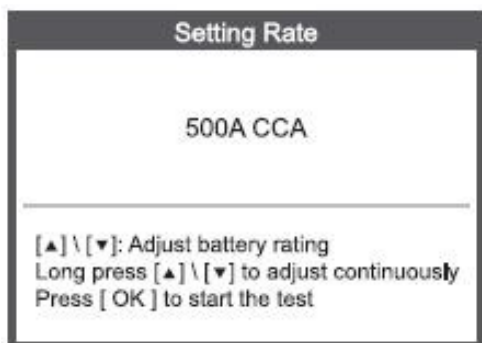 Setting Rate
500A CCA
[▲] \ [▼]: Adjust battery rating
Long press [▲] \ [▼] to adjust continuously
Press [ OK ] to start the test